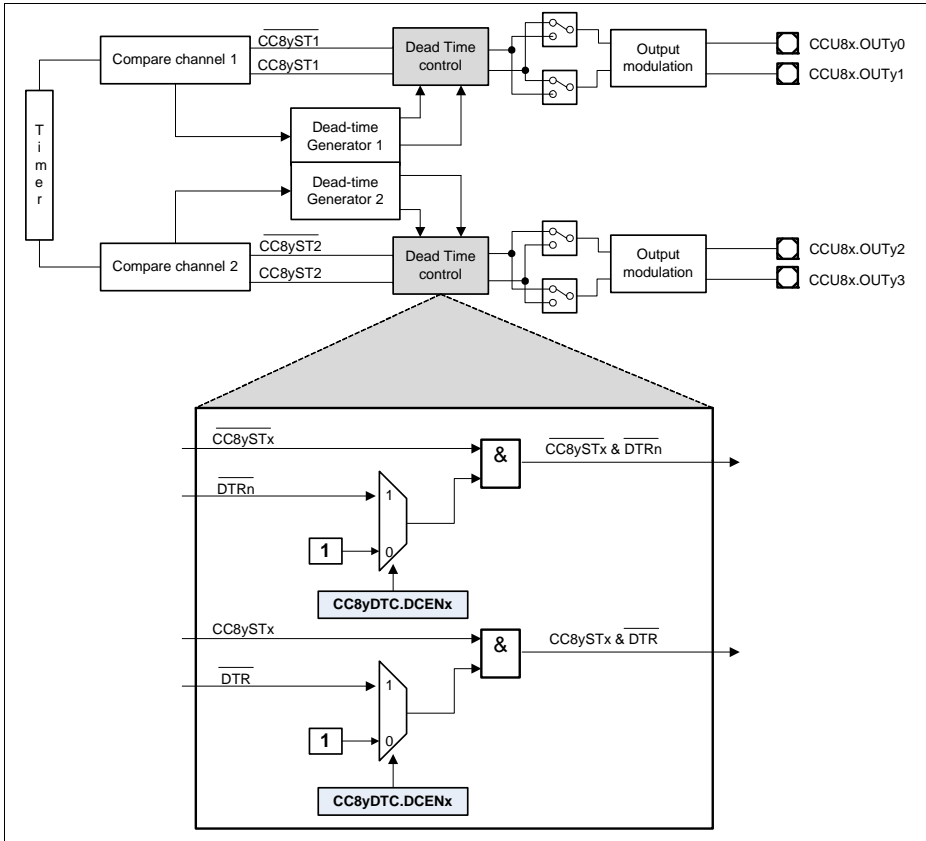 Timer
Compare channel 1
CC8yST1
CC8yST1
Dead Time
control
Output
modulation
CCU8x.OUTy0
CCU8x.OUTy1
Dead-time
Generator 1
Dead-time
Generator 2
Compare channel 2
CC8yST2
CC8yST2
Dead Time
control
Output
modulation
CCU8x.OUTy2
CCU8x.OUTy3
CC8ySTx
&
CC8ySTx & DTRn
DTRn
1
1
0
CC8yDTC.DCENx
CC8ySTx
&
CC8ySTx & DTR
DTR
1
1
0
CC8yDTC.DCENx